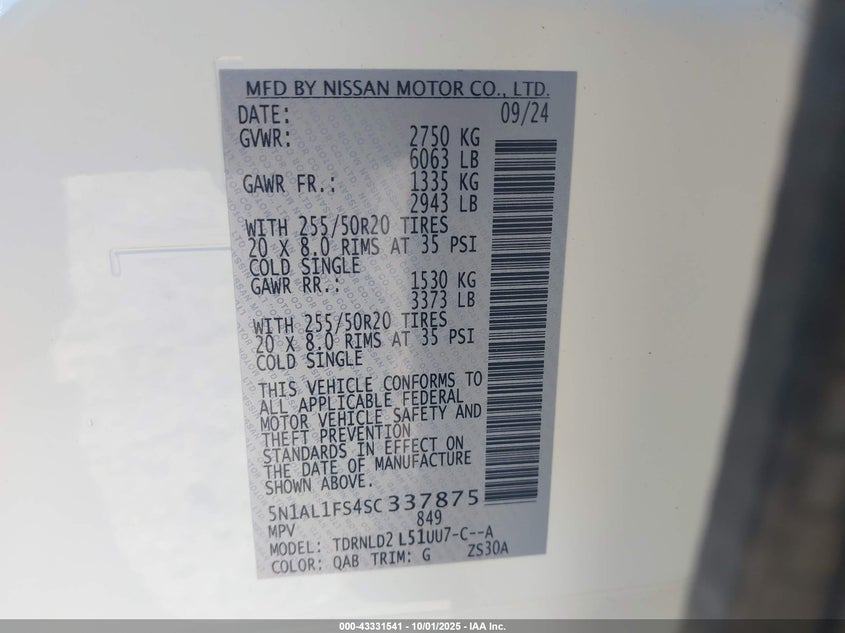 MFD BY NISSAN MOTOR CO., LTD.
DATE: 09/24
GVWR: 2750 KG
6063 LB
GAWR FR.: 1335 KG
2943 LB
WITH 255/50R20 TIRES
20 X 8.0 RIMS AT 35 PSI
COLD SINGLE
GAWR RR.: 1530 KG
3373 LB
WITH 255/50R20 TIRES
20 X 8.0 RIMS AT 35 PSI
COLD SINGLE
THIS VEHICLE CONFORMS TO
ALL APPLICABLE FEDERAL
MOTOR VEHICLE SAFETY AND
THEFT PREVENTION
STANDARDS IN EFFECT ON
THE DATE OF MANUFACTURE
SHOWN ABOVE.
5N1AL1FS4SC337875
MPV 849
MODEL: TDRNLD2 L51UU7-C--A
COLOR: QAB TRIM: G ZS30A
000-43331541 - 10/01/2025 - IAA Inc.